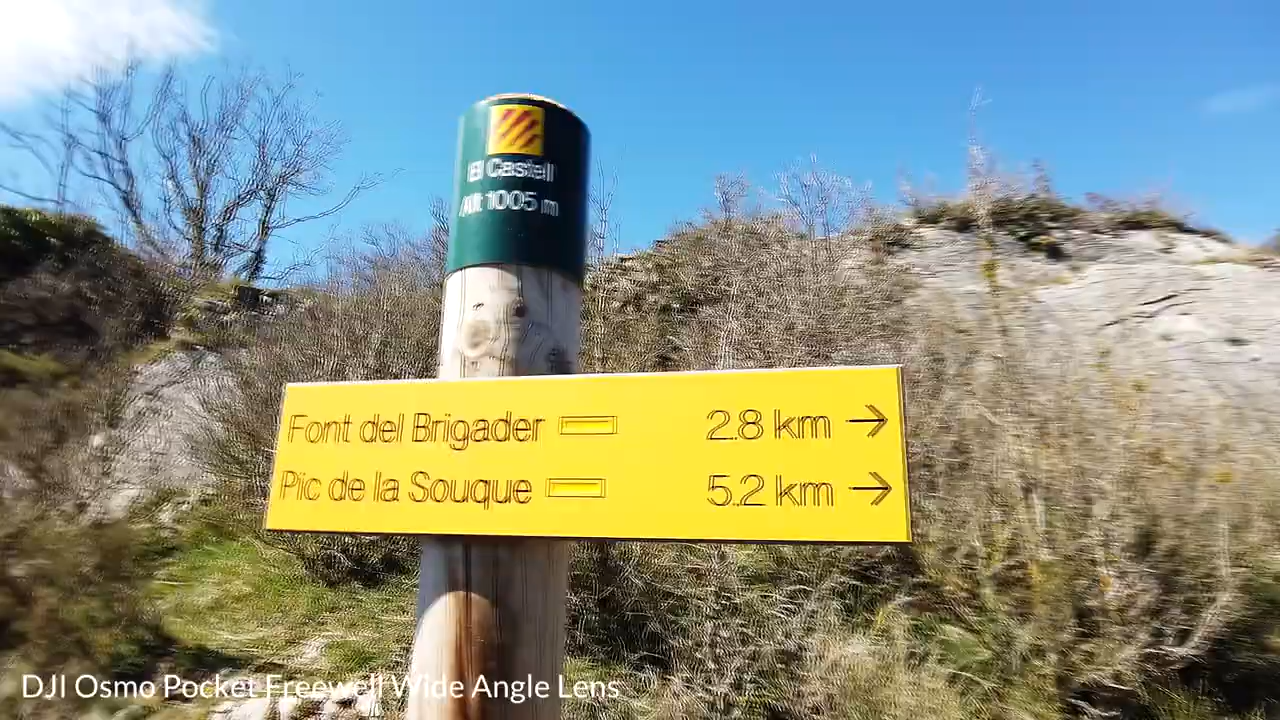 El Castell
Alt 1005 m
Font del Brigader 2.8 km →
Pic de la Souque 5.2 km →
DJI Osmo Pocket Freewell Wide Angle Lens